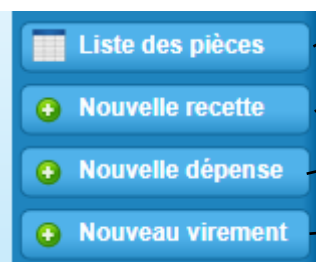 Liste des pièces
Nouvelle recette
Nouvelle dépense
Nouveau virement